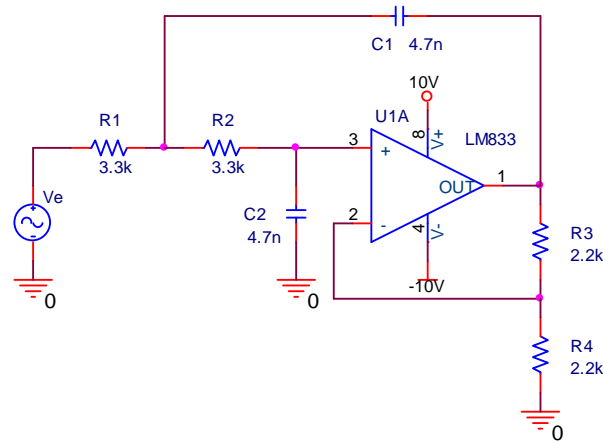 C1
4.7n
10V
R1
R2
U1A
LM833
3.3k
3.3k
3
+
8
V+
Ve
OUT
1
C2
4.7n
2
-
4
V-
R3
2.2k
-10V
0
0
R4
2.2k
0